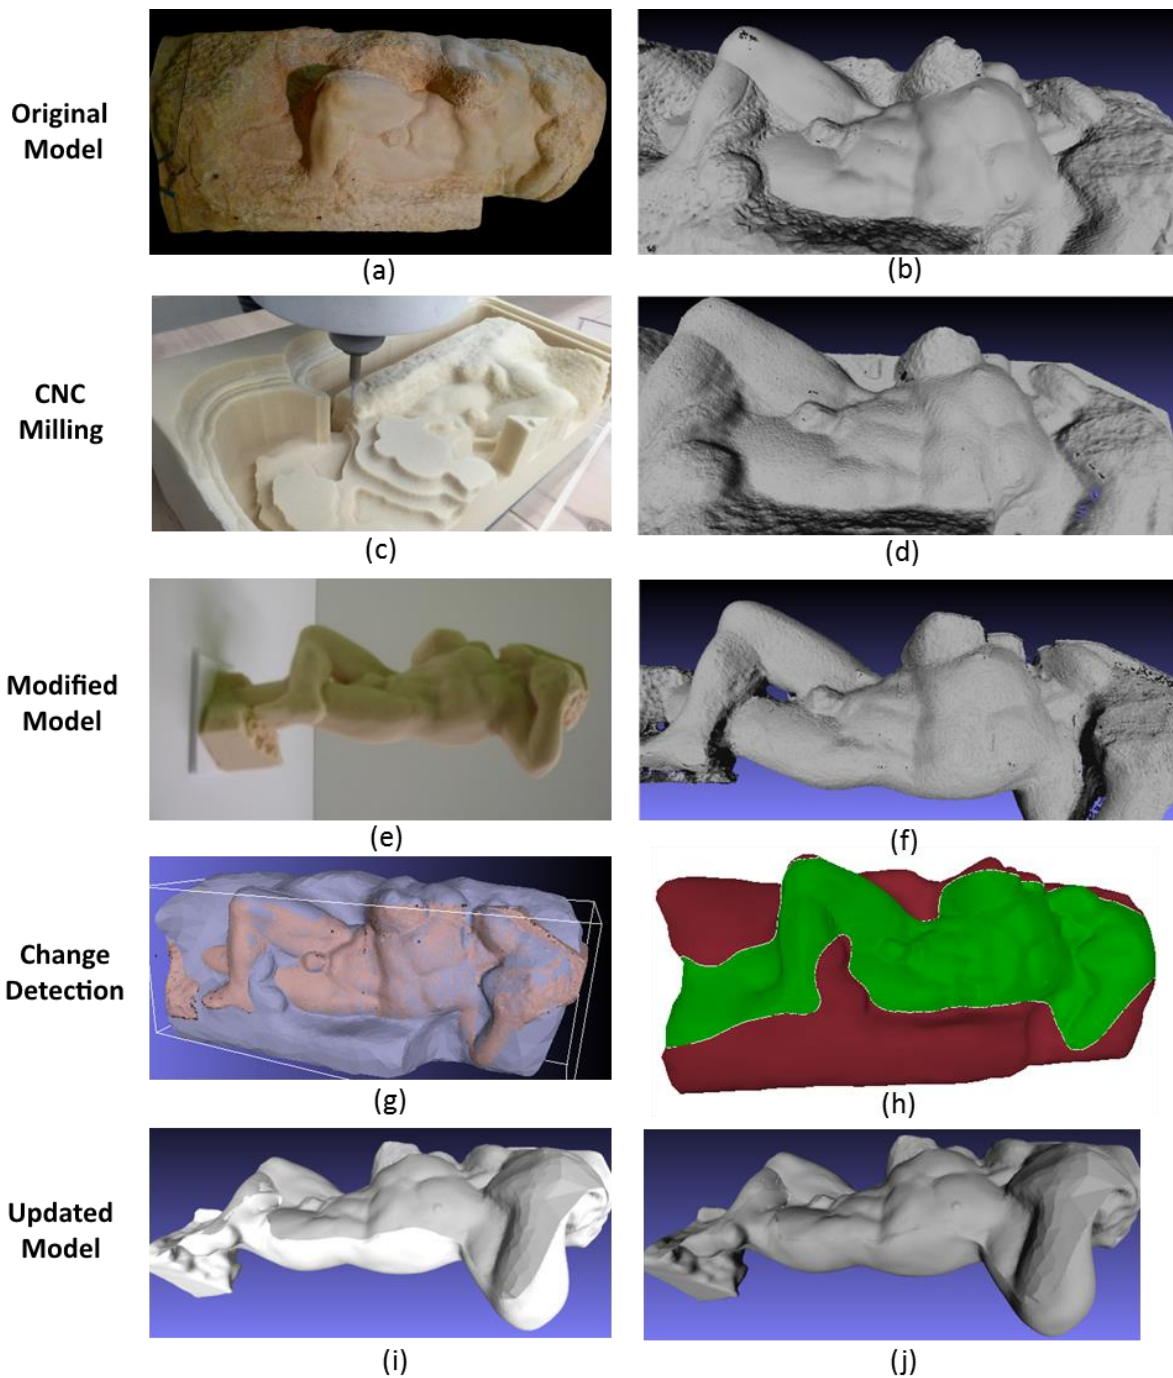 Original
Model
(a)
(b)
CNC
Milling
(c)
(d)
Modified
Model
(e)
(f)
Change
Detection
(g)
(h)
Updated
Model
(i)
(j)